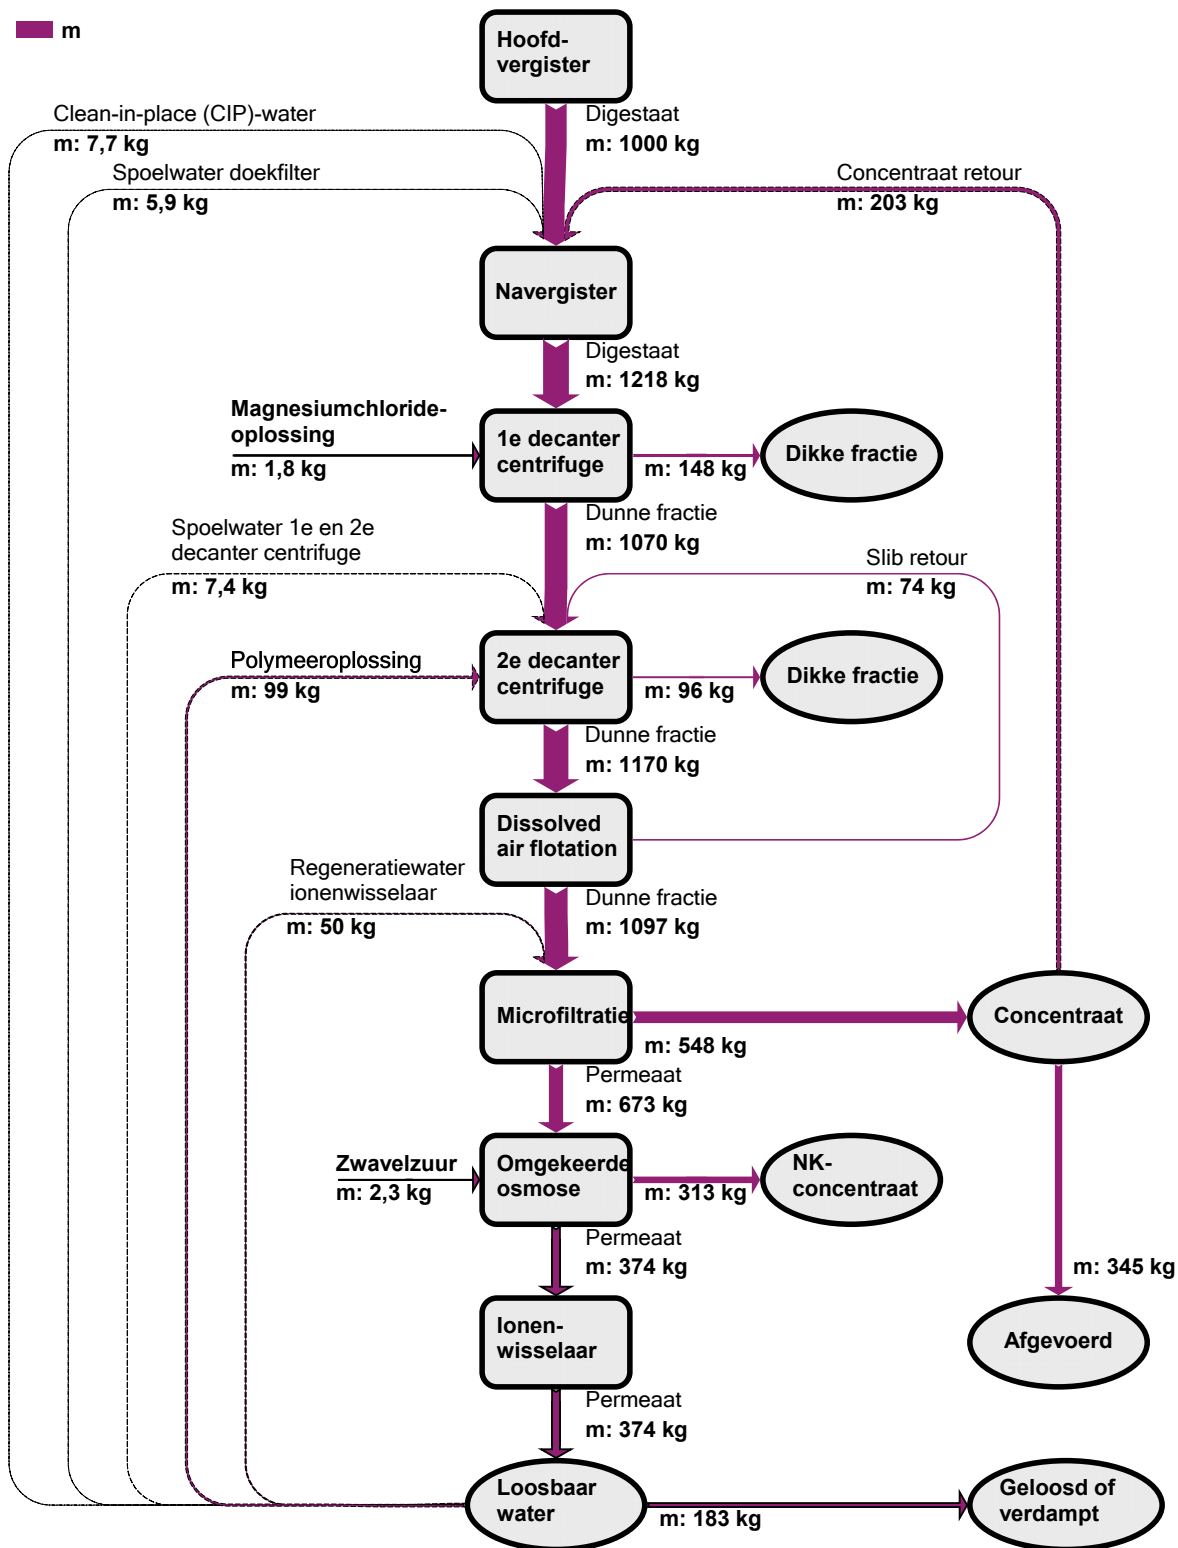 m
Hoofd-
vergister
Clean-in-place (CIP)-water
m: 7,7 kg
Digestaat
m: 1000 kg
Spoelwater doekfilter
m: 5,9 kg
Concentraat retour
m: 203 kg
Navergister
Digestaat
m: 1218 kg
Magnesiumchloride-
oplossing
m: 1,8 kg
1e decanter
centrifuge
m: 148 kg
Dikke fractie
Dunne fractie
m: 1070 kg
Spoelwater 1e en 2e
decanter centrifuge
m: 7,4 kg
Slib retour
m: 74 kg
Polymeeroplossing
m: 99 kg
2e decanter
centrifuge
m: 96 kg
Dikke fractie
Dunne fractie
m: 1170 kg
Dissolved
air flotation
Regeneratiewater
ionenwisselaar
m: 50 kg
Dunne fractie
m: 1097 kg
Microfiltratie
m: 548 kg
Concentraat
Permeaat
m: 673 kg
Zwavelzuur
m: 2,3 kg
Omgekeerde
osmose
m: 313 kg
NK-
concentraat
Permeaat
m: 374 kg
m: 345 kg
Ionen-
wisselaar
Afgevoerd
Permeaat
m: 374 kg
Loosbaar
water
m: 183 kg
Geloosd of
verdampt